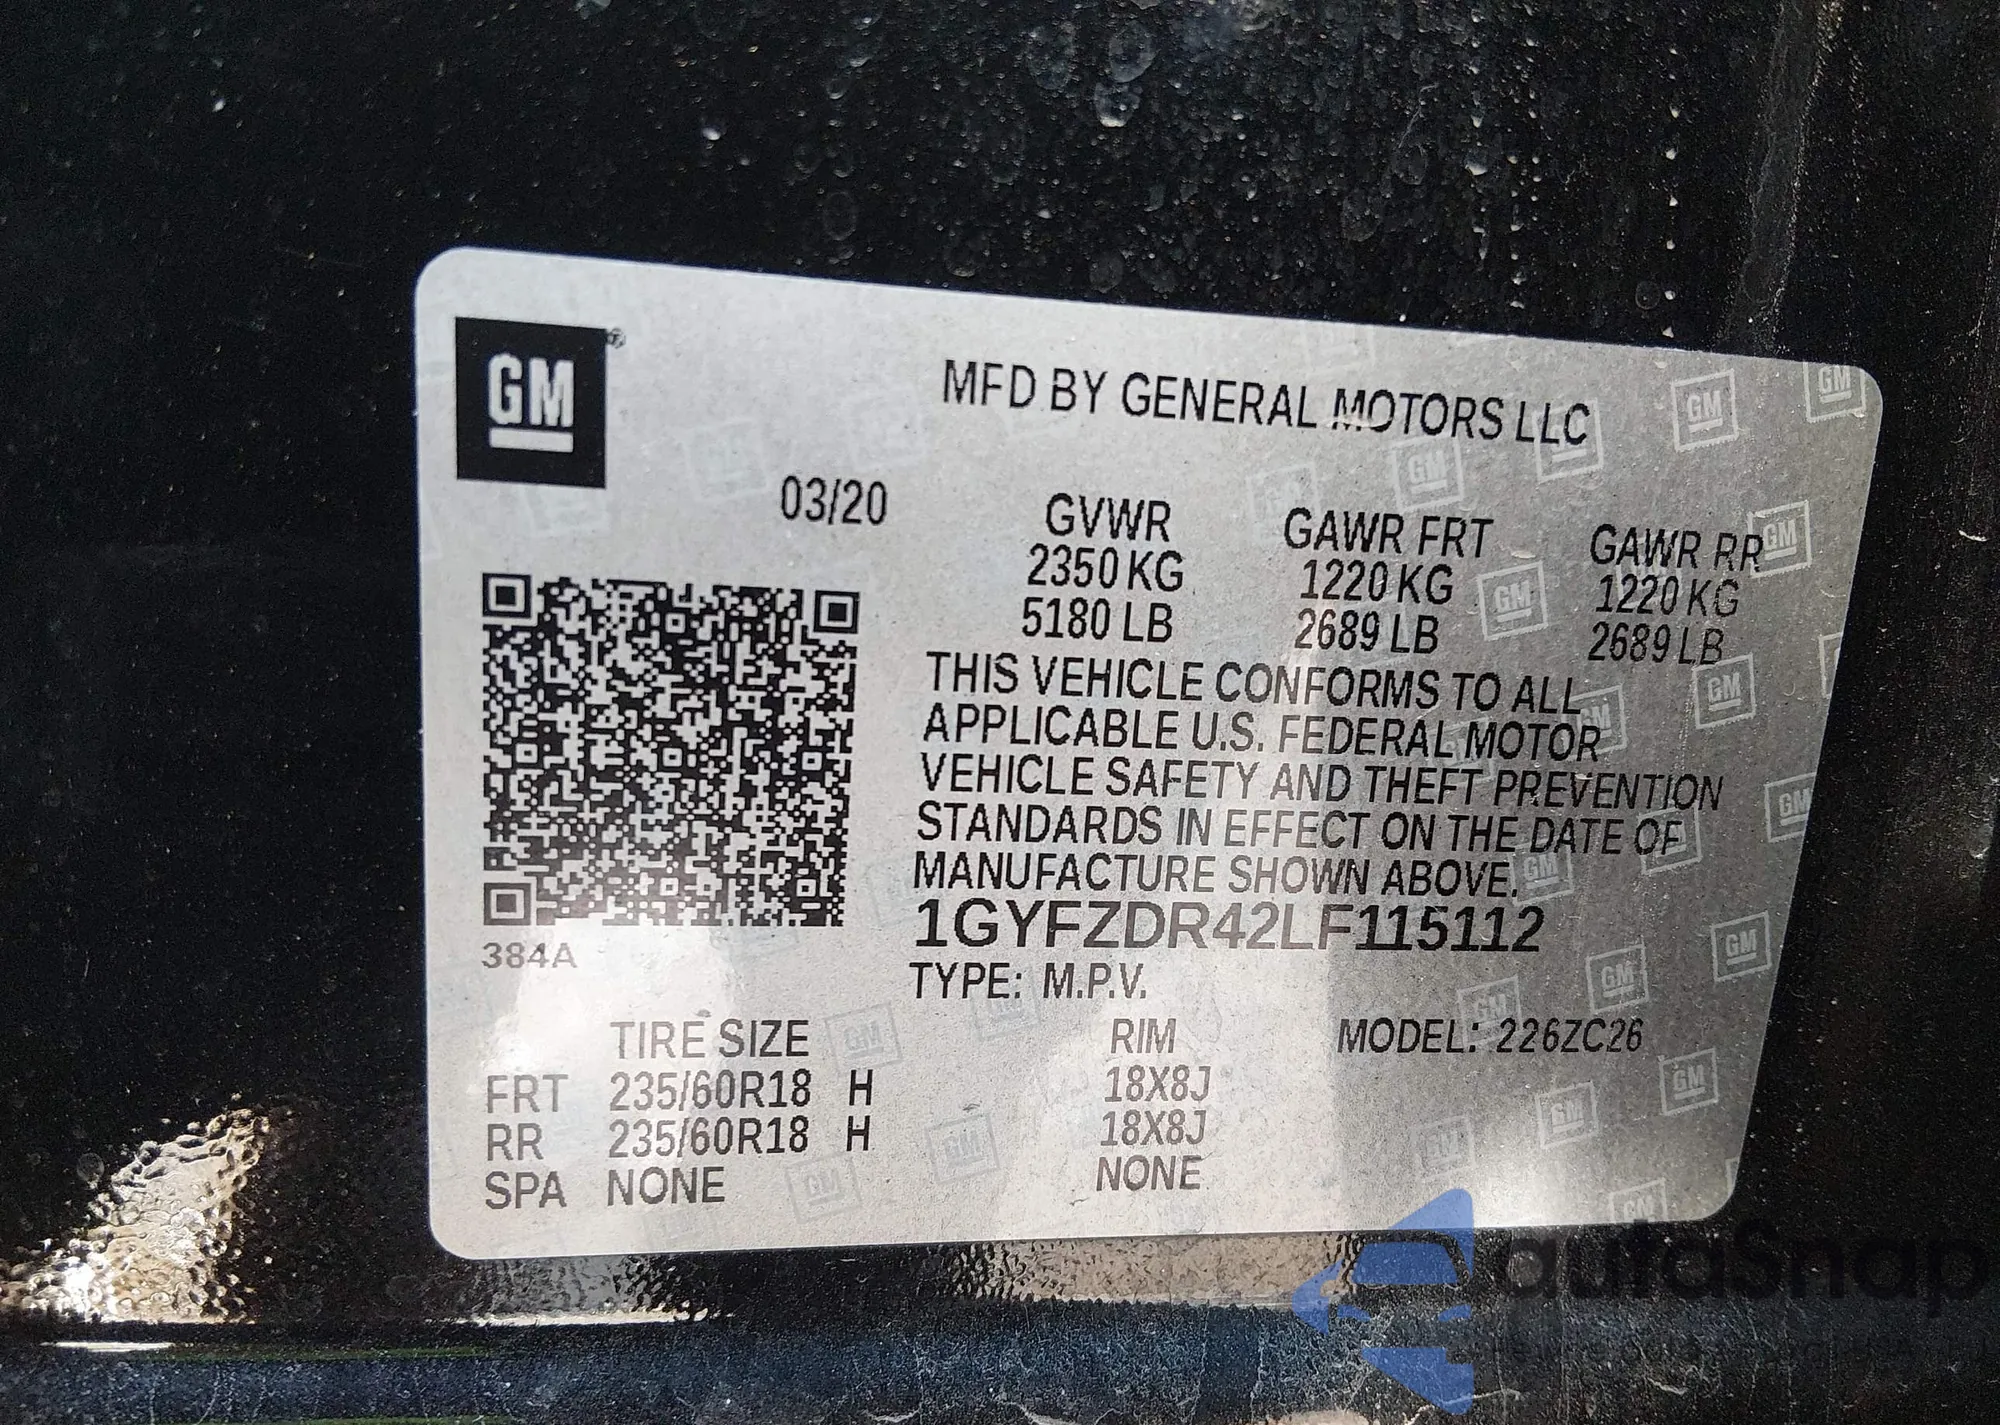 GM
MFD BY GENERAL MOTORS LLC
03/20
GVWR GAWR FRT GAWR RR
2350 KG 1220 KG 1220 KG
5180 LB 2689 LB 2689 LB
THIS VEHICLE CONFORMS TO ALL
APPLICABLE U.S. FEDERAL MOTOR
VEHICLE SAFETY AND THEFT PREVENTION
STANDARDS IN EFFECT ON THE DATE OF
MANUFACTURE SHOWN ABOVE.
1GYFZDR42LF115112
384A
TYPE: M.P.V.
TIRE SIZE RIM MODEL: 226ZC26
FRT 235/60R18 H 18X8J
RR 235/60R18 H 18X8J
SPA NONE NONE
autaSnap